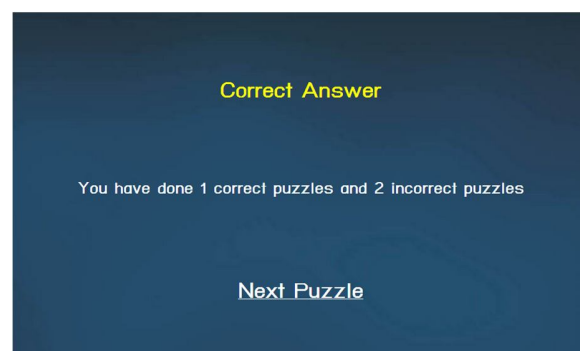 Correct Answer
You have done 1 correct puzzles and 2 incorrect puzzles
Next Puzzle